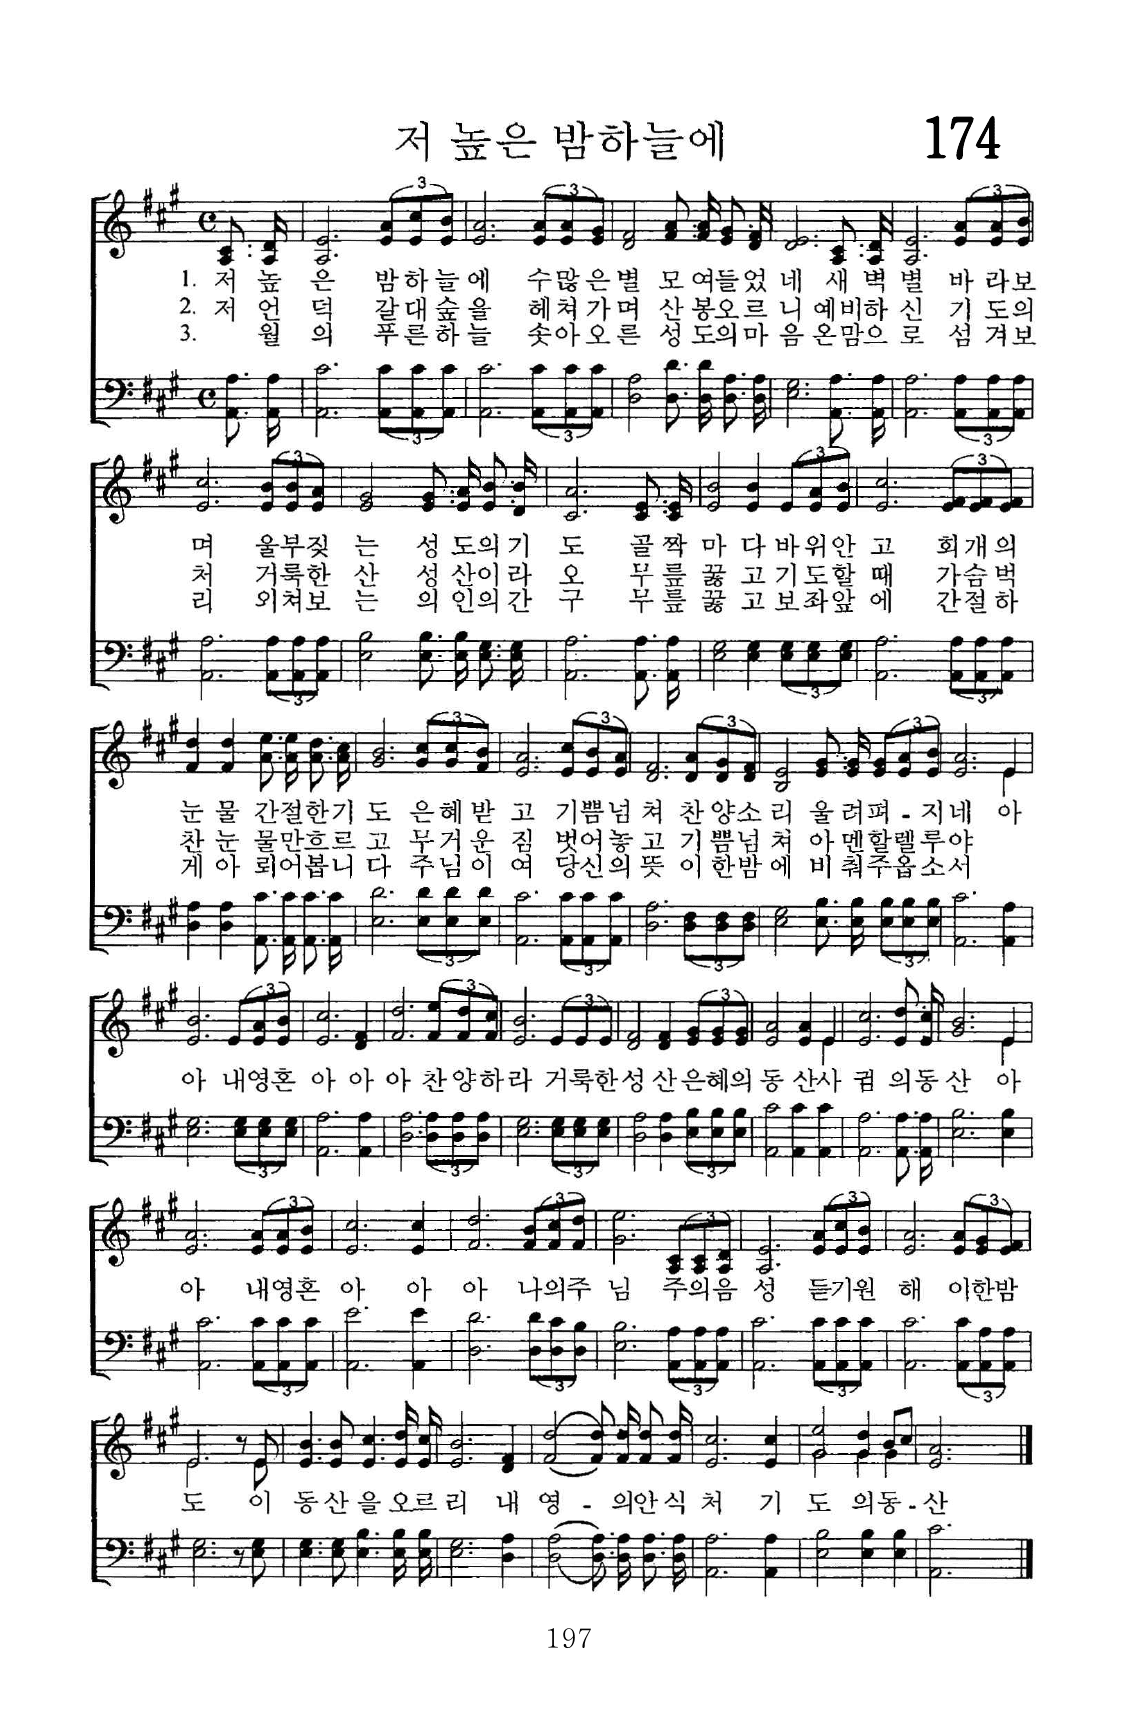 저 높은 밤하늘에 174
1. 저 높 은 밤하늘에 수많은별 모여들었네 새벽별 바라보
2. 저 언 덕 갈대숲을 헤쳐가며 산봉오르니 예비하신 기도의
3. 월 의 푸른하늘 솟아오른 성도의마음 온맘으로 섬겨보
며 울부짖는 성도의기도 골짝마다 바위안고 회개의
처 거룩한산 성산이라오 무릎꿇고 기도할때 가슴벅
리 외쳐보는 의인의간구 무릎꿇고 보좌앞에 간절하
눈물 간절한기도 은혜받고 기쁨넘쳐 찬양소리 울려펴-지네 아
찬눈 물만흐르고 무거운짐 벗어놓고 기쁨넘쳐 아멘할렐루야
게아 뢰어봅니다 주님이여 당신의뜻 이한밤에 비춰주옵소서
아 내영혼 아 아 아 찬양하라 거룩한성산은혜의 동산사 귐 의동산 아
아 내영혼 아 아 아 나의주님 주의음성 듣기원해 이한밤
도 이 동산을 오르리 내 영 - 의안식처 기 도 의동-산
197